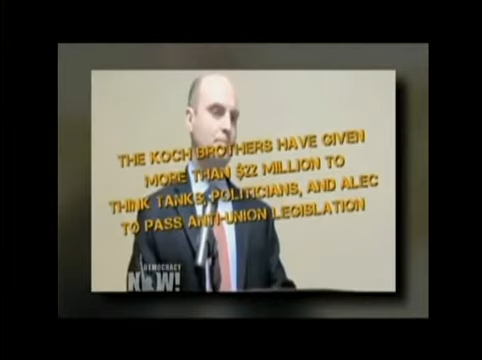 THE KOCH BROTHERS HAVE GIVEN
MORE THAN $22 MILLION TO
THINK TANKS, POLITICIANS, AND ALEC
TO PASS ANTI-UNION LEGISLATION
DEMOCRACY
NOW!